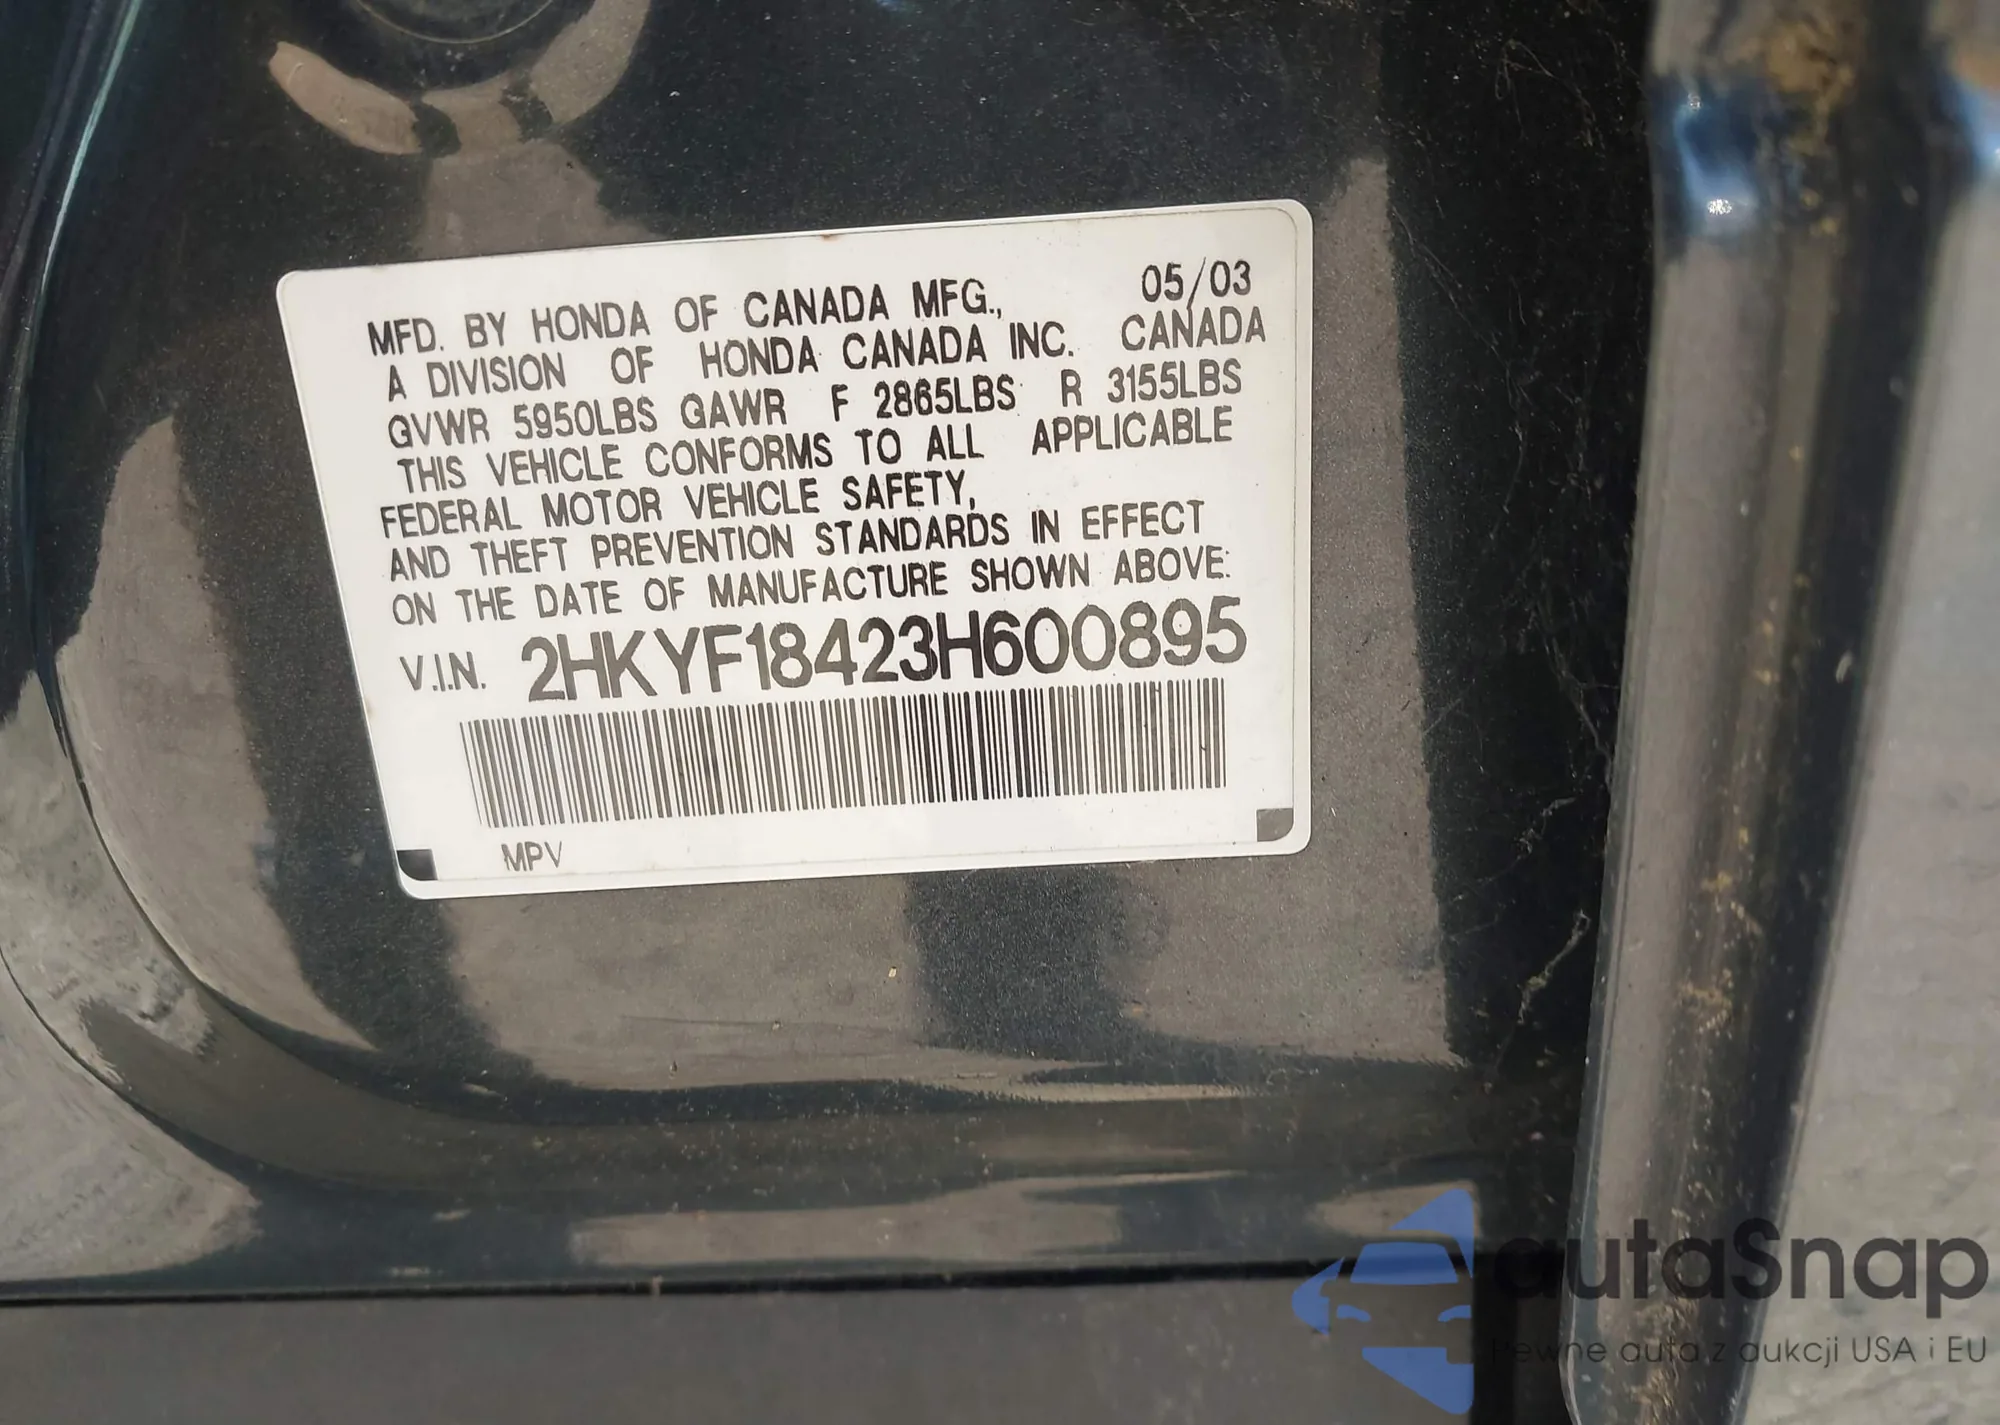 05/03
MFD. BY HONDA OF CANADA MFG.,
A DIVISION OF HONDA CANADA INC. CANADA
GVWR 5950LBS GAWR F 2865LBS R 3155LBS
THIS VEHICLE CONFORMS TO ALL APPLICABLE
FEDERAL MOTOR VEHICLE SAFETY,
AND THEFT PREVENTION STANDARDS IN EFFECT
ON THE DATE OF MANUFACTURE SHOWN ABOVE:
V.I.N. 2HKYF18423H600895
MPV
autaSnap
Pewne auta z aukcji USA i EU